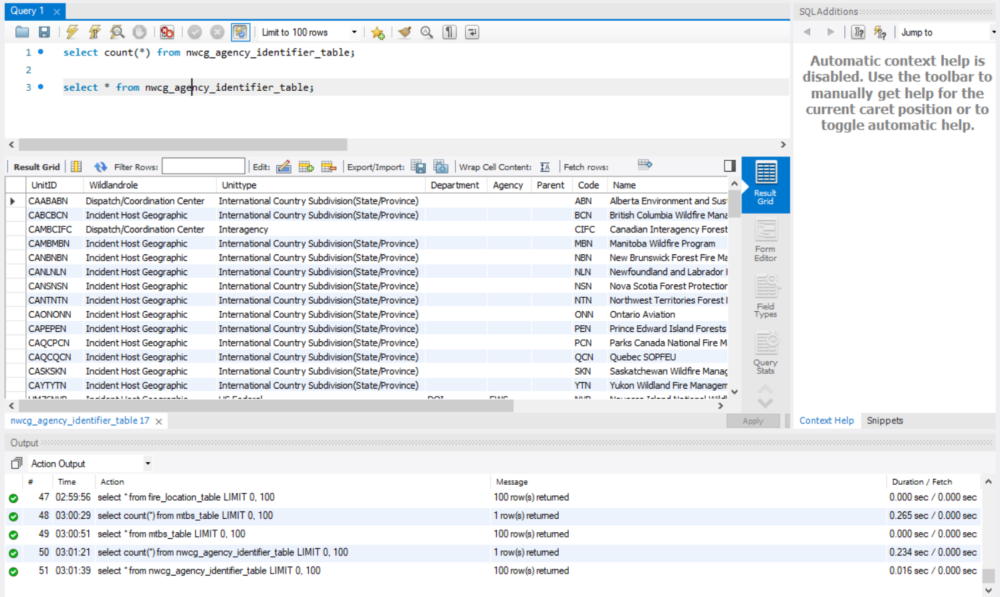 Query 1
SQLAdditions
Limit to 100 rows
Jump to
1 select count(*) from nwcg_agency_identifier_table;
2
3 select * from nwcg_agency_identifier_table;
Automatic context help is
disabled. Use the toolbar to
manually get help for the
current caret position or to
toggle automatic help.
Result Grid Filter Rows: Edit: Export/Import: Wrap Cell Content: Fetch rows:
UnitID Wildlandrole Unittype Department Agency Parent Code Name
CAABABN Dispatch/Coordination Center International Country Subdivision(State/Province) ABN Alberta Environment and Sus
CABCBCN Incident Host Geographic International Country Subdivision(State/Province) BCN British Columbia Wildfire Mana
CAMBCIFC Dispatch/Coordination Center Interagency CIFC Canadian Interagency Forest
CAMBMBN Incident Host Geographic International Country Subdivision(State/Province) MBN Manitoba Wildfire Program
CANBNBN Incident Host Geographic International Country Subdivision(State/Province) NBN New Brunswick Forest Fire Ma
CANLNLN Incident Host Geographic International Country Subdivision(State/Province) NLN Newfoundland and Labrador
CANSNSN Incident Host Geographic International Country Subdivision(State/Province) NSN Nova Scotia Forest Protection
CANTNTN Incident Host Geographic International Country Subdivision(State/Province) NTN Northwest Territories Forest
CAONONN Incident Host Geographic International Country Subdivision(State/Province) ONN Ontario Aviation
CAPEPEN Incident Host Geographic International Country Subdivision(State/Province) PEN Prince Edward Island Forests
CAQCPCN Incident Host Geographic International Country Subdivision(State/Province) PCN Parks Canada National Fire M
CAQCQCN Incident Host Geographic International Country Subdivision(State/Province) QCN Quebec SOPFEU
CASKSKN Incident Host Geographic International Country Subdivision(State/Province) SKN Saskatchewan Wildfire Manag
CAYTYTN Incident Host Geographic International Country Subdivision(State/Province) YTN Yukon Wildland Fire Managem
Result
Grid
Form
Editor
Field
Types
Query
Stats
nwcg_agency_identifier_table 17
Apply
Context Help Snippets
Output
Action Output
# Time Action Message Duration / Fetch
47 02:59:56 select * from fire_location_table LIMIT 0, 100 100 row(s) returned 0.000 sec / 0.000 sec
48 03:00:29 select count(*) from mtbs_table LIMIT 0, 100 1 row(s) returned 0.265 sec / 0.000 sec
49 03:00:51 select * from mtbs_table LIMIT 0, 100 100 row(s) returned 0.000 sec / 0.000 sec
50 03:01:21 select count(*) from nwcg_agency_identifier_table LIMIT 0, 100 1 row(s) returned 0.234 sec / 0.000 sec
51 03:01:39 select * from nwcg_agency_identifier_table LIMIT 0, 100 100 row(s) returned 0.016 sec / 0.000 sec